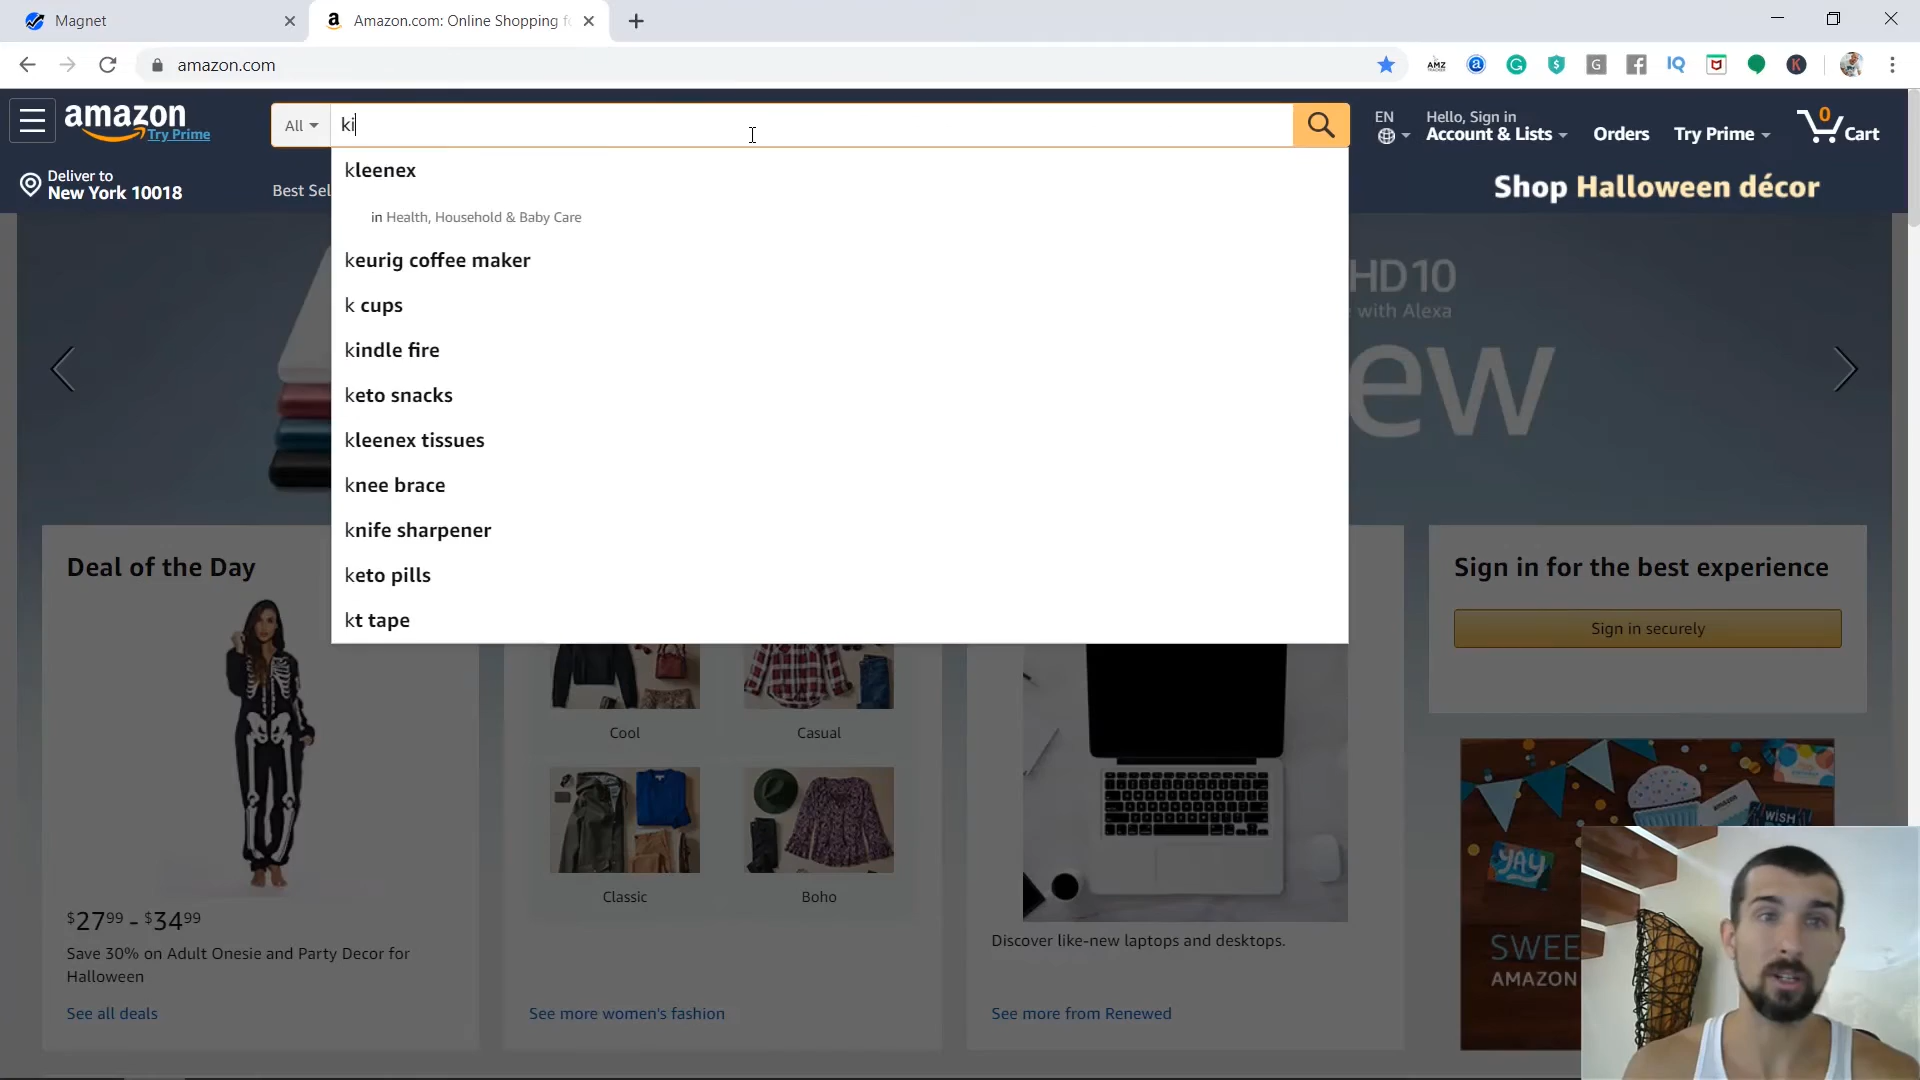 Magnet
Amazon.com: Online Shopping f
amazon.com
amazon
Try Prime
All
ki
EN
Hello, Sign in
Account & Lists
Orders
Try Prime
0
Cart
Deliver to
New York 10018
Best Sel
Shop Halloween décor
kleenex
in Health, Household & Baby Care
keurig coffee maker
k cups
kindle fire
keto snacks
kleenex tissues
knee brace
knife sharpener
keto pills
kt tape
HD10
with Alexa
ew
Deal of the Day
$27.99 - $34.99
Save 30% on Adult Onesie and Party Decor for
Halloween
See all deals
Cool
Casual
Classic
Boho
See more women's fashion
Discover like-new laptops and desktops.
See more from Renewed
Sign in for the best experience
Sign in securely
amazon
WISH
YAY
SWEE
AMAZON